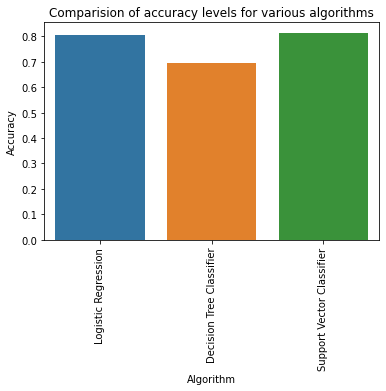 Comparision of accuracy levels for various algorithms
Accuracy
0.8
0.7
0.6
0.5
0.4
0.3
0.2
0.1
0.0
Logistic Regression
Decision Tree Classifier
Support Vector Classifier
Algorithm